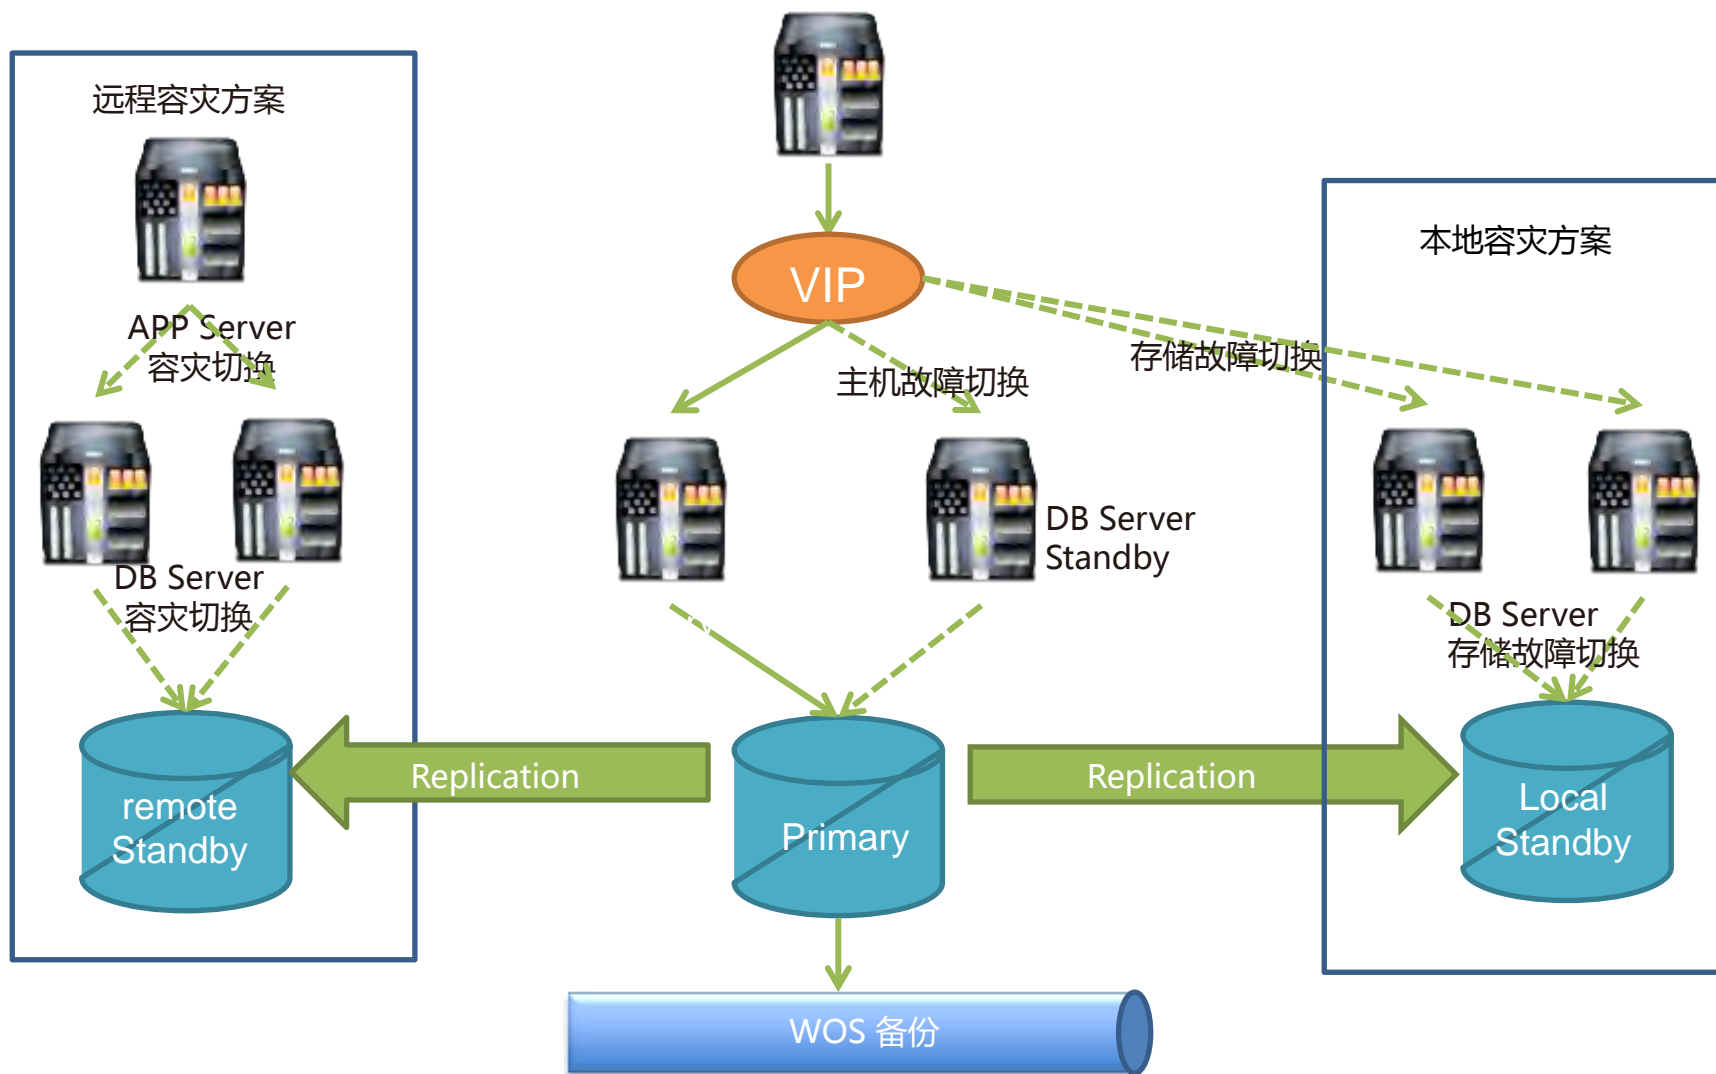 远程容灾方案
VIP
本地容灾方案
APP Server
容灾切换
主机故障切换
存储故障切换
DB Server
Standby
DB Server
容灾切换
DB Server
存储故障切换
remote
Standby
Replication
Primary
Replication
Local
Standby
WOS 备份